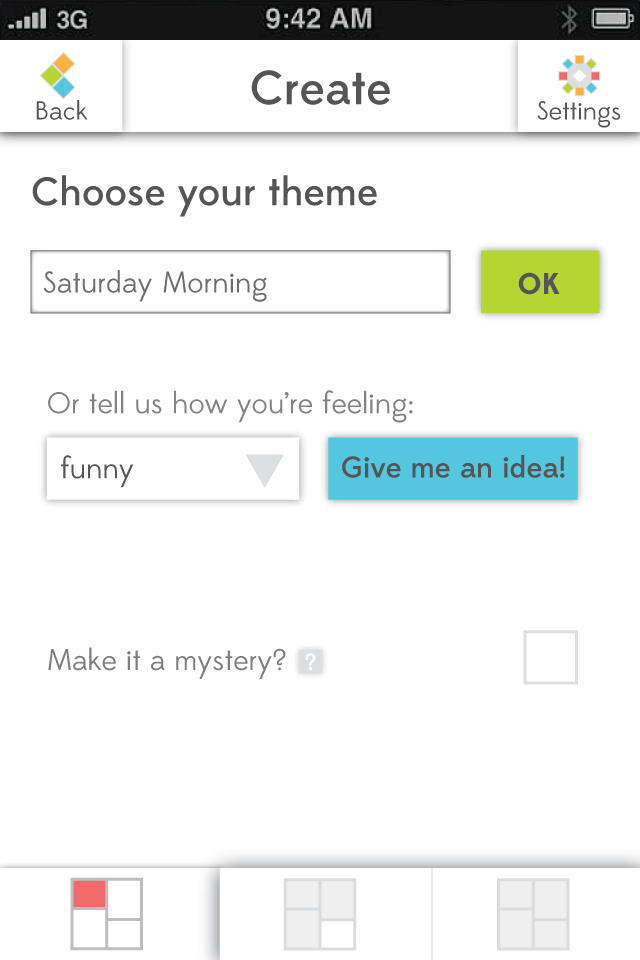 3G 9:42 AM
Back Create Settings
Choose your theme
Saturday Morning OK
Or tell us how you're feeling:
funny Give me an idea!
Make it a mystery? ?